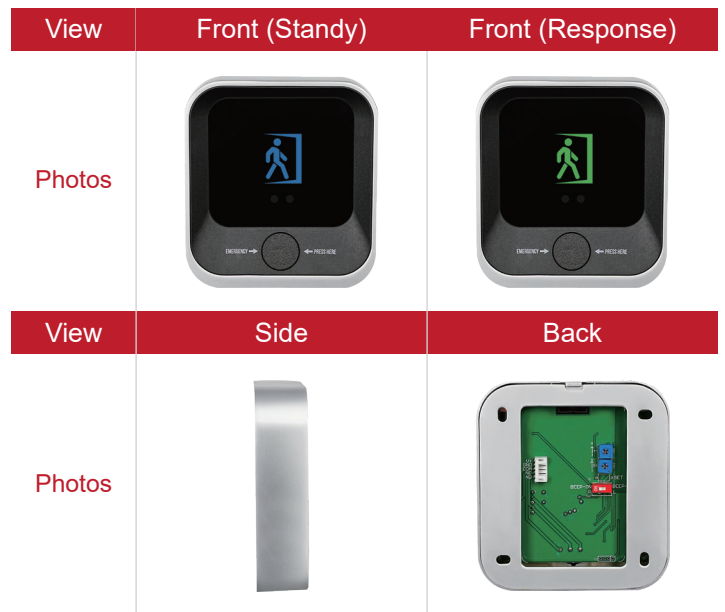 View Front (Standy) Front (Response)
Photos
EMERGENCY → ← PRESS HERE
EMERGENCY → ← PRESS HERE
View Side Back
Photos